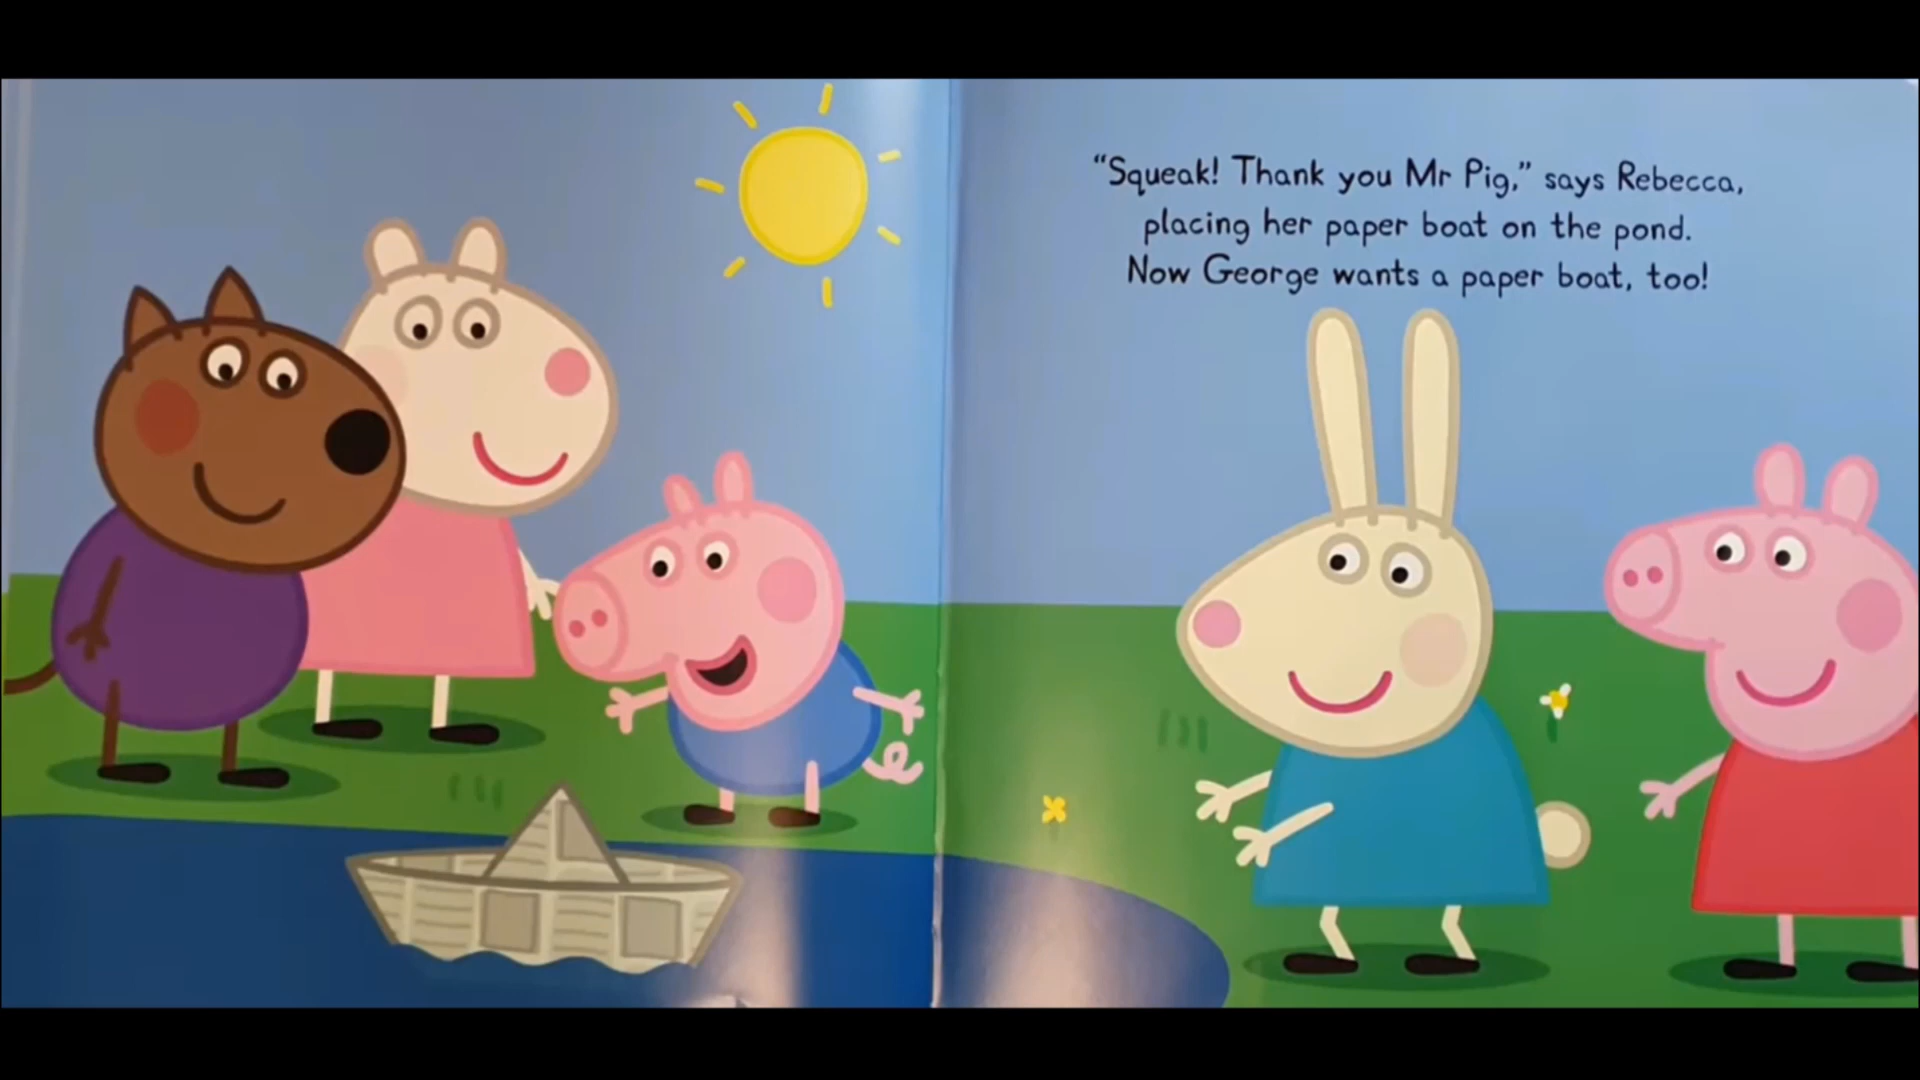 “Squeak! Thank you Mr Pig,” says Rebecca,
placing her paper boat on the pond.
Now George wants a paper boat, too!